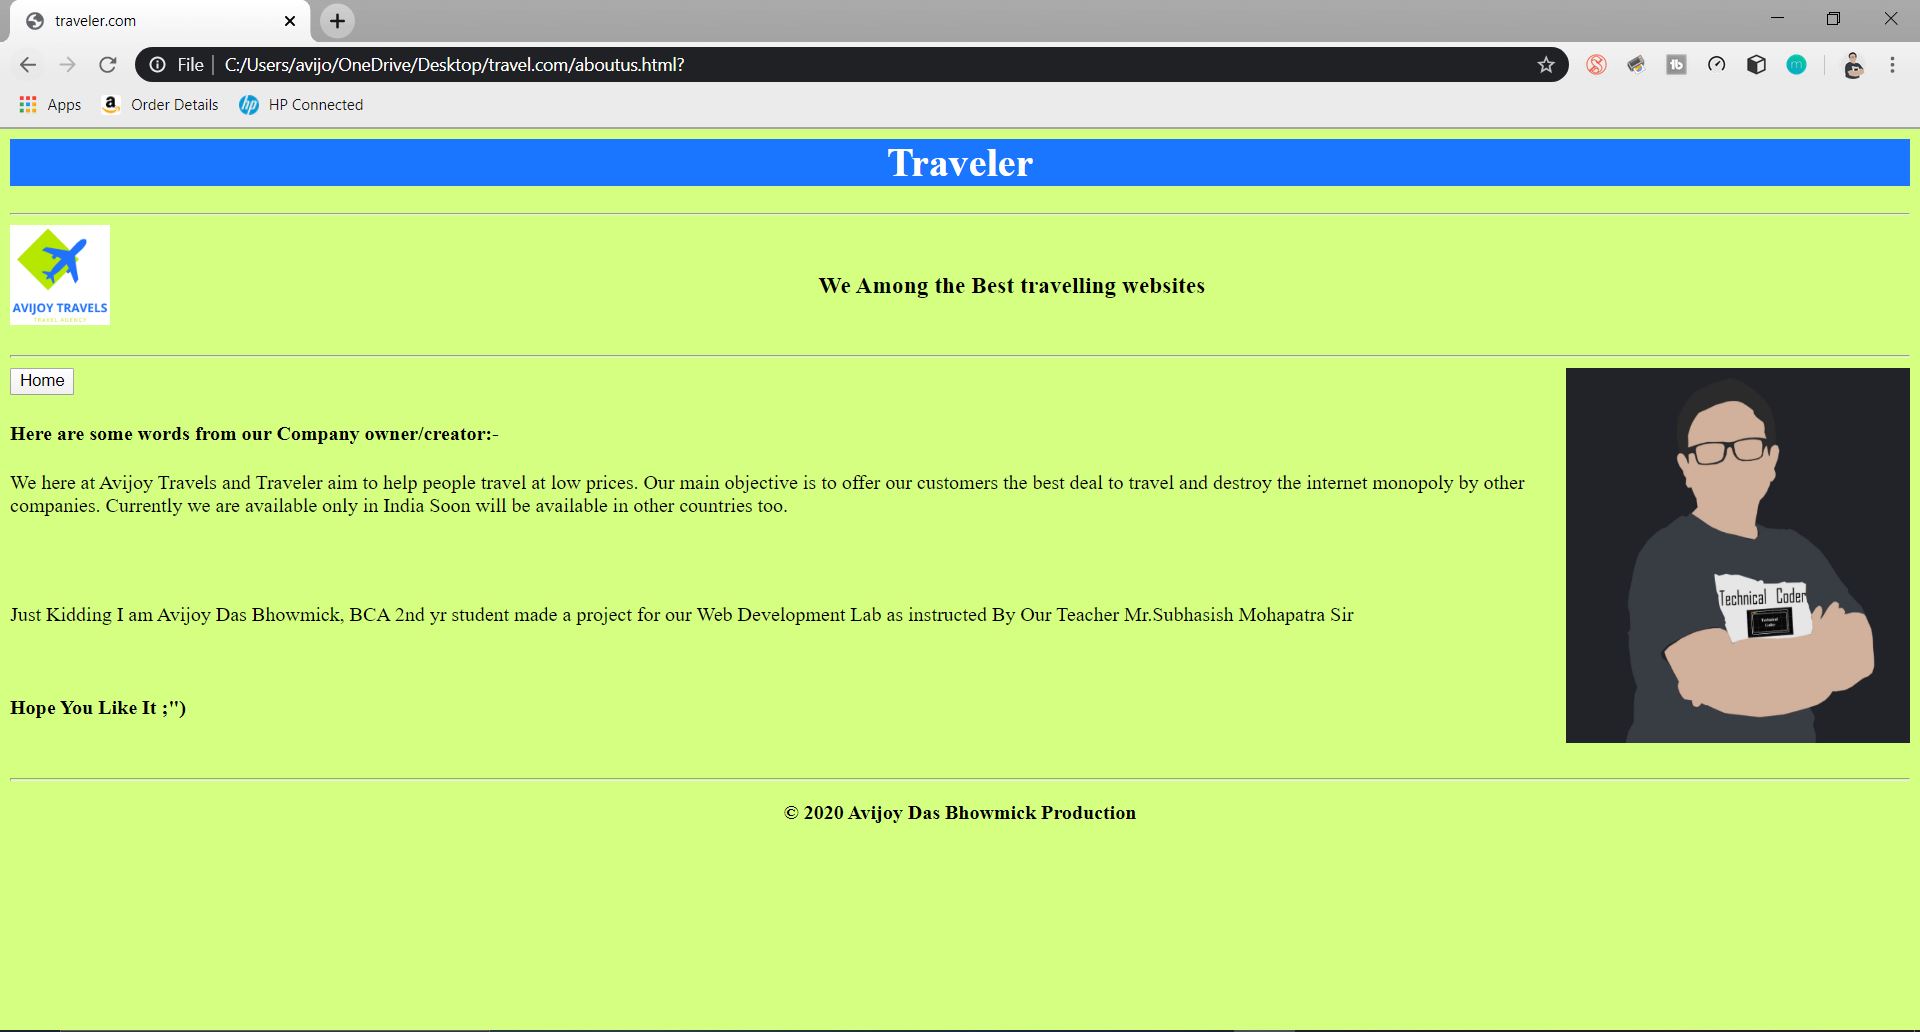 traveler.com
File C:/Users/avijo/OneDrive/Desktop/travel.com/aboutus.html?
Apps Order Details HP Connected
Traveler
AVIJOY TRAVELS
TRAVEL AGENCY
We Among the Best travelling websites
Home
Here are some words from our Company owner/creator:-
We here at Avijoy Travels and Traveler aim to help people travel at low prices. Our main objective is to offer our customers the best deal to travel and destroy the internet monopoly by other
companies. Currently we are available only in India Soon will be available in other countries too.
Technical Coder
Technical
Coder
Just Kidding I am Avijoy Das Bhowmick, BCA 2nd yr student made a project for our Web Development Lab as instructed By Our Teacher Mr.Subhasish Mohapatra Sir
Hope You Like It ;")
© 2020 Avijoy Das Bhowmick Production